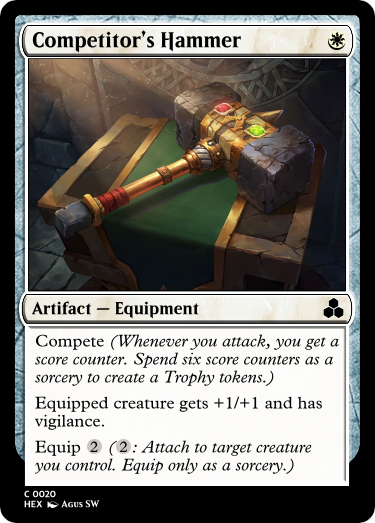 Competitor's Hammer
Artifact — Equipment
Compete (Whenever you attack, you get a
score counter. Spend six score counters as a
sorcery to create a Trophy tokens.)
Equipped creature gets +1/+1 and has
vigilance.
Equip 2 (2: Attach to target creature
you control. Equip only as a sorcery.)
C 0020
HEX Agus SW